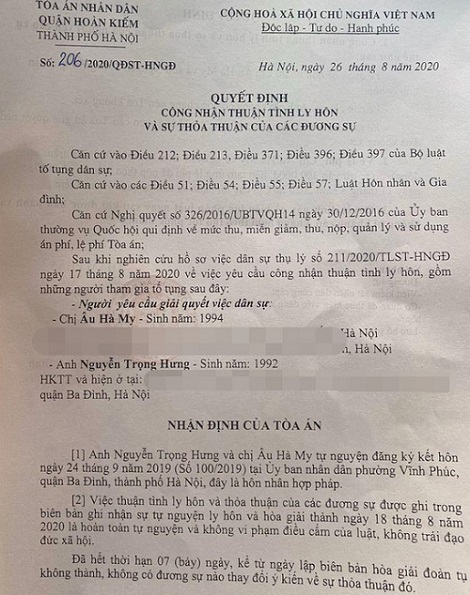 TÒA ÁN NHÂN DÂN
QUẬN HOÀN KIẾM
THÀNH PHỐ HÀ NỘI
CỘNG HOÀ XÃ HỘI CHỦ NGHĨA VIỆT NAM
Độc lập - Tự do - Hạnh phúc
Số: 206/2020/QĐST-HNGĐ
Hà Nội, ngày 26 tháng 8 năm 2020
QUYẾT ĐỊNH
CÔNG NHẬN THUẬN TÌNH LY HÔN
VÀ SỰ THỎA THUẬN CỦA CÁC ĐƯƠNG SỰ
Căn cứ vào Điều 212; Điều 213, Điều 371; Điều 396; Điều 397 của Bộ luật
tố tụng dân sự;
Căn cứ vào các Điều 51; Điều 54; Điều 55; Điều 57; Luật Hôn nhân và Gia
đình;
Căn cứ Nghị quyết số 326/2016/UBTVQH14 ngày 30/12/2016 của Ủy ban
thường vụ Quốc hội qui định về mức thu, miễn giảm, thu, nộp, quản lý và sử dụng
án phí, lệ phí Tòa án;
Sau khi nghiên cứu hồ sơ việc dân sự thụ lý số 211/2020/TLST-HNGĐ
ngày 17 tháng 8 năm 2020 về việc yêu cầu công nhận thuận tình ly hôn, gồm
những người tham gia tố tụng sau đây:
- Người yêu cầu giải quyết việc dân sự:
- Chị Âu Hà My - Sinh năm: 1994
Hà Nội
Hà Nội
- Anh Nguyễn Trọng Hưng - Sinh năm: 1992
HKTT và hiện ở tại:
quận Ba Đình, Hà Nội
NHẬN ĐỊNH CỦA TÒA ÁN
[1] Anh Nguyễn Trọng Hưng và chị Âu Hà My tự nguyện đăng ký kết hôn
ngày 24 tháng 9 năm 2019 (Số 100/2019) tại Ủy ban nhân dân phường Vĩnh Phúc,
quận Ba Đình, thành phố Hà Nội, đây là hôn nhân hợp pháp.
[2] Việc thuận tình ly hôn và thỏa thuận của các đương sự được ghi trong
biên bản ghi nhận sự tự nguyện ly hôn và hòa giải thành ngày 18 tháng 8 năm
2020 là hoàn toàn tự nguyện và không vi phạm điều cấm của luật, không trái đạo
đức xã hội.
Đã hết thời hạn 07 (bảy) ngày, kể từ ngày lập biên bản hòa giải đoàn tụ
không thành, không có đương sự nào thay đổi ý kiến về sự thỏa thuận đó.